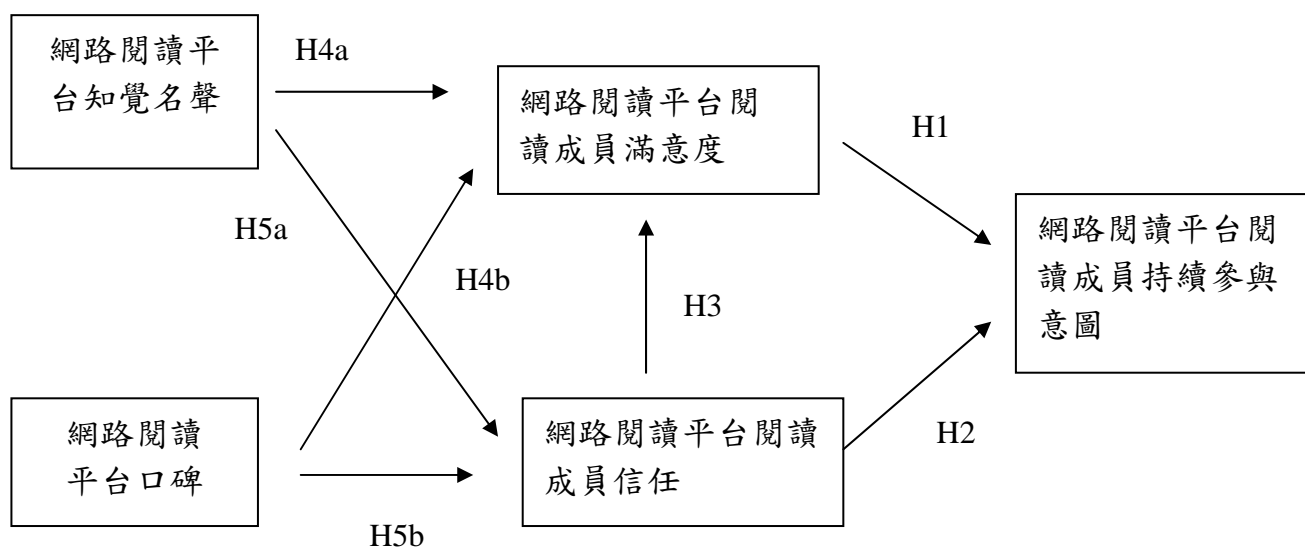 網路閱讀平
台知覺名聲
H4a
網路閱讀平台閱
讀成員滿意度
H1
H5a
H4b
H3
網路閱讀平台閱
讀成員持續參與
意圖
網路閱讀
平台口碑
網路閱讀平台閱讀
成員信任
H2
H5b